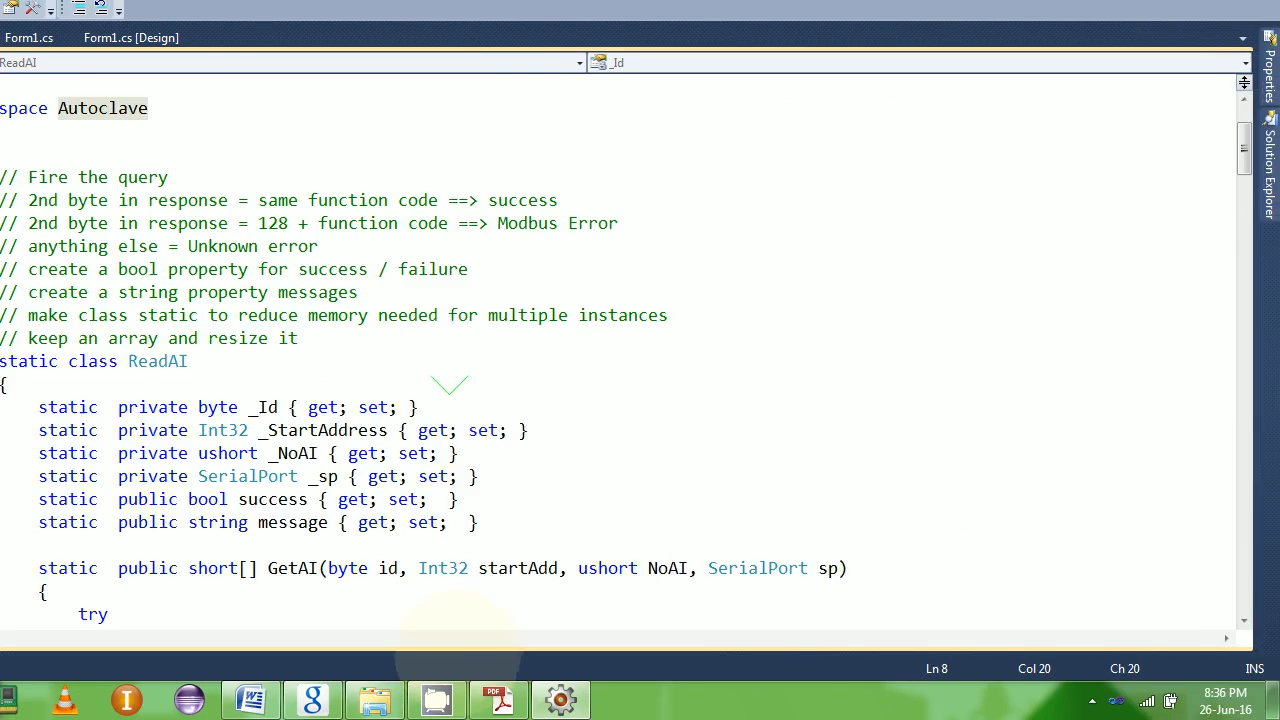 Form1.cs Form1.cs [Design]
ReadAI _Id
space Autoclave
// Fire the query
// 2nd byte in response = same function code ==> success
// 2nd byte in response = 128 + function code ==> Modbus Error
// anything else = Unknown error
// create a bool property for success / failure
// create a string property messages
// make class static to reduce memory needed for multiple instances
// keep an array and resize it
static class ReadAI
{
static private byte _Id { get; set; }
static private Int32 _StartAddress { get; set; }
static private ushort _NoAI { get; set; }
static private SerialPort _sp { get; set; }
static public bool success { get; set; }
static public string message { get; set; }
static public short[] GetAI(byte id, Int32 startAdd, ushort NoAI, SerialPort sp)
{
try
Properties
Solution Explorer
Ln 8 Col 20 Ch 20 INS
PDF
8:36 PM
26-Jun-16